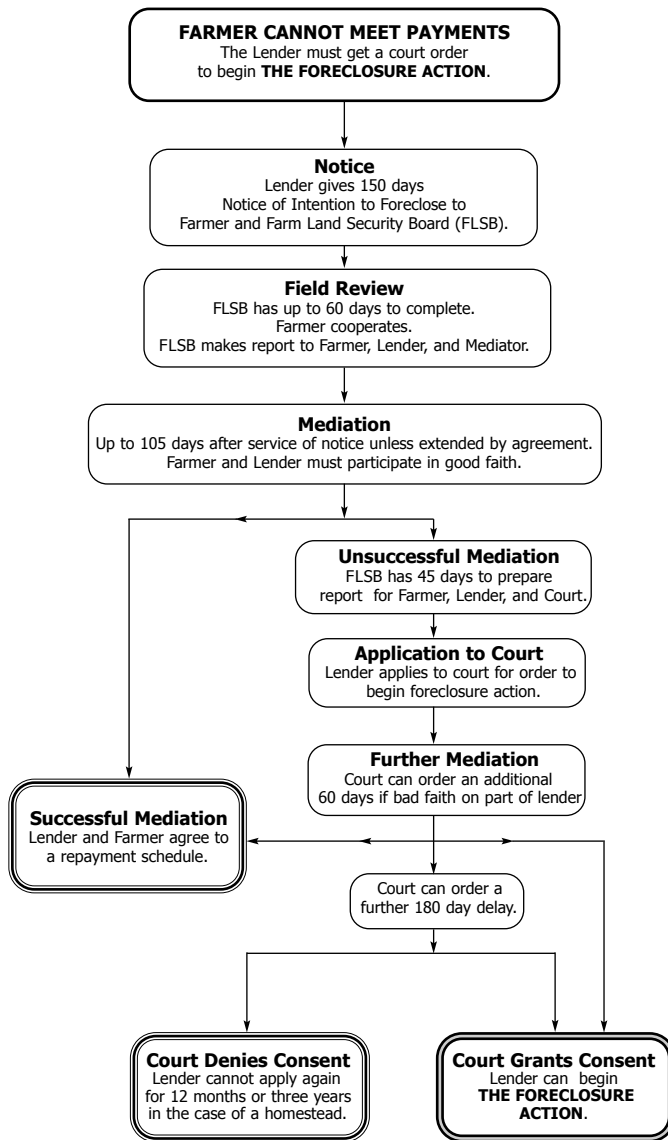 FARMER CANNOT MEET PAYMENTS
The Lender must get a court order
to begin THE FORECLOSURE ACTION.
Notice
Lender gives 150 days
Notice of Intention to Foreclose to
Farmer and Farm Land Security Board (FLSB).
Field Review
FLSB has up to 60 days to complete.
Farmer cooperates.
FLSB makes report to Farmer, Lender, and Mediator.
Mediation
Up to 105 days after service of notice unless extended by agreement.
Farmer and Lender must participate in good faith.
Unsuccessful Mediation
FLSB has 45 days to prepare
report for Farmer, Lender, and Court.
Application to Court
Lender applies to court for order to
begin foreclosure action.
Further Mediation
Court can order an additional
60 days if bad faith on part of lender
Successful Mediation
Lender and Farmer agree to
a repayment schedule.
Court can order a
further 180 day delay.
Court Denies Consent
Lender cannot apply again
for 12 months or three years
in the case of a homestead.
Court Grants Consent
Lender can begin
THE FORECLOSURE
ACTION.